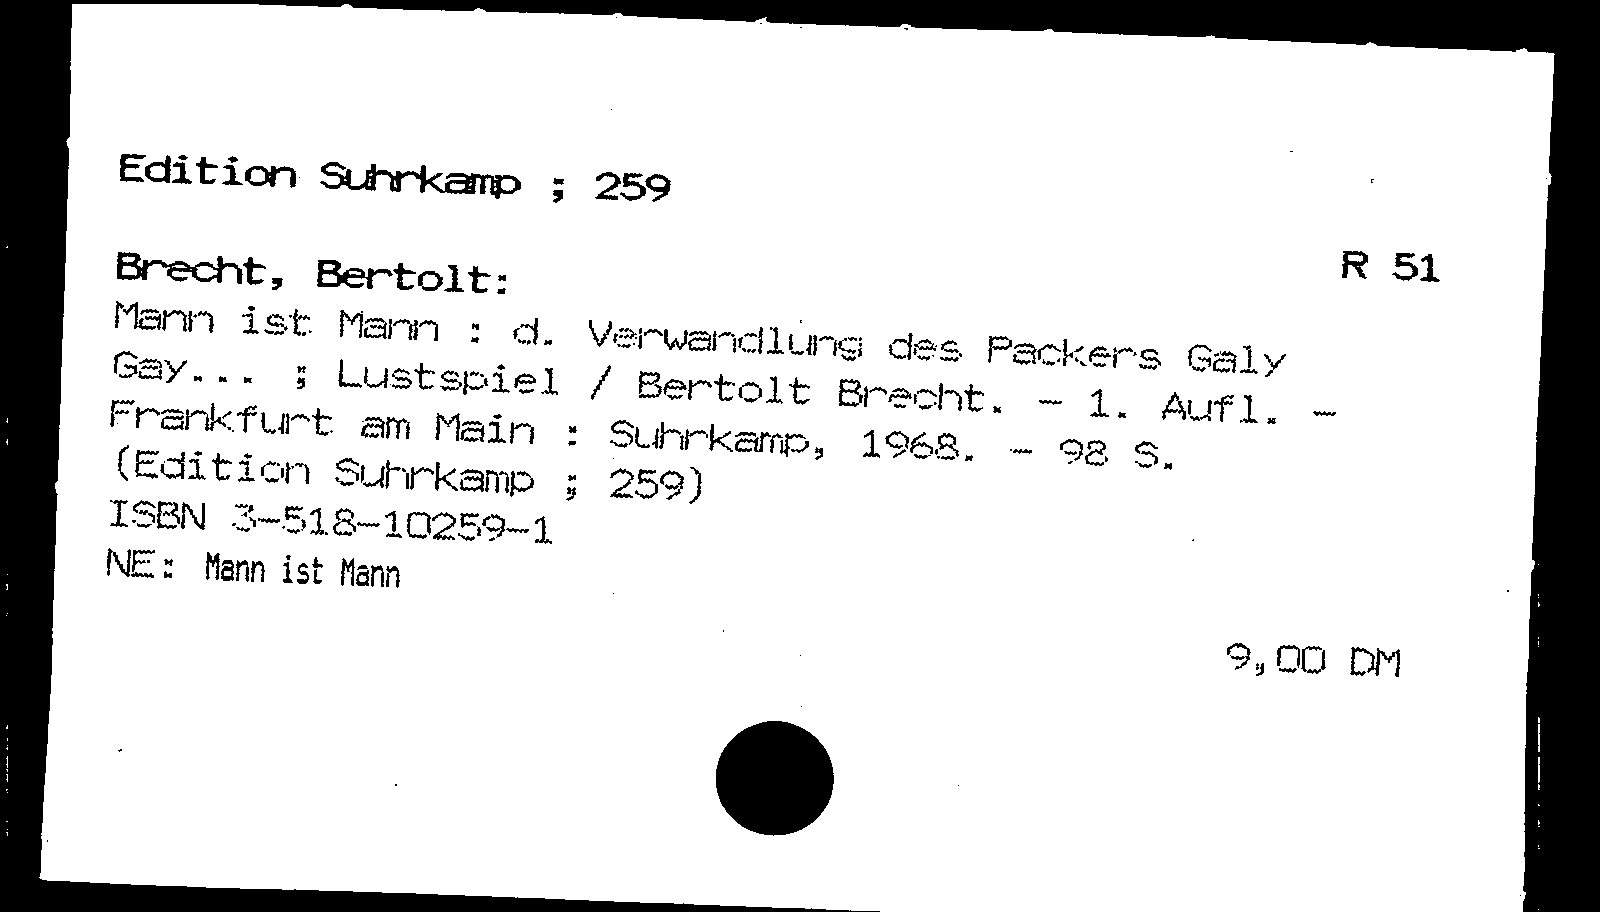 Edition Suhrkamp ; 259
R 51
Brecht, Bertolt:
Mann ist Mann : d. Verwandlung des Packers Galy
Gay... ; Lustspiel / Bertolt Brecht. - 1. Aufl. -
Frankfurt am Main : Suhrkamp, 1968. - 98 S.
(Edition Suhrkamp ; 259)
ISBN 3-518-10259-1
NE: Mann ist Mann
9,00 DM